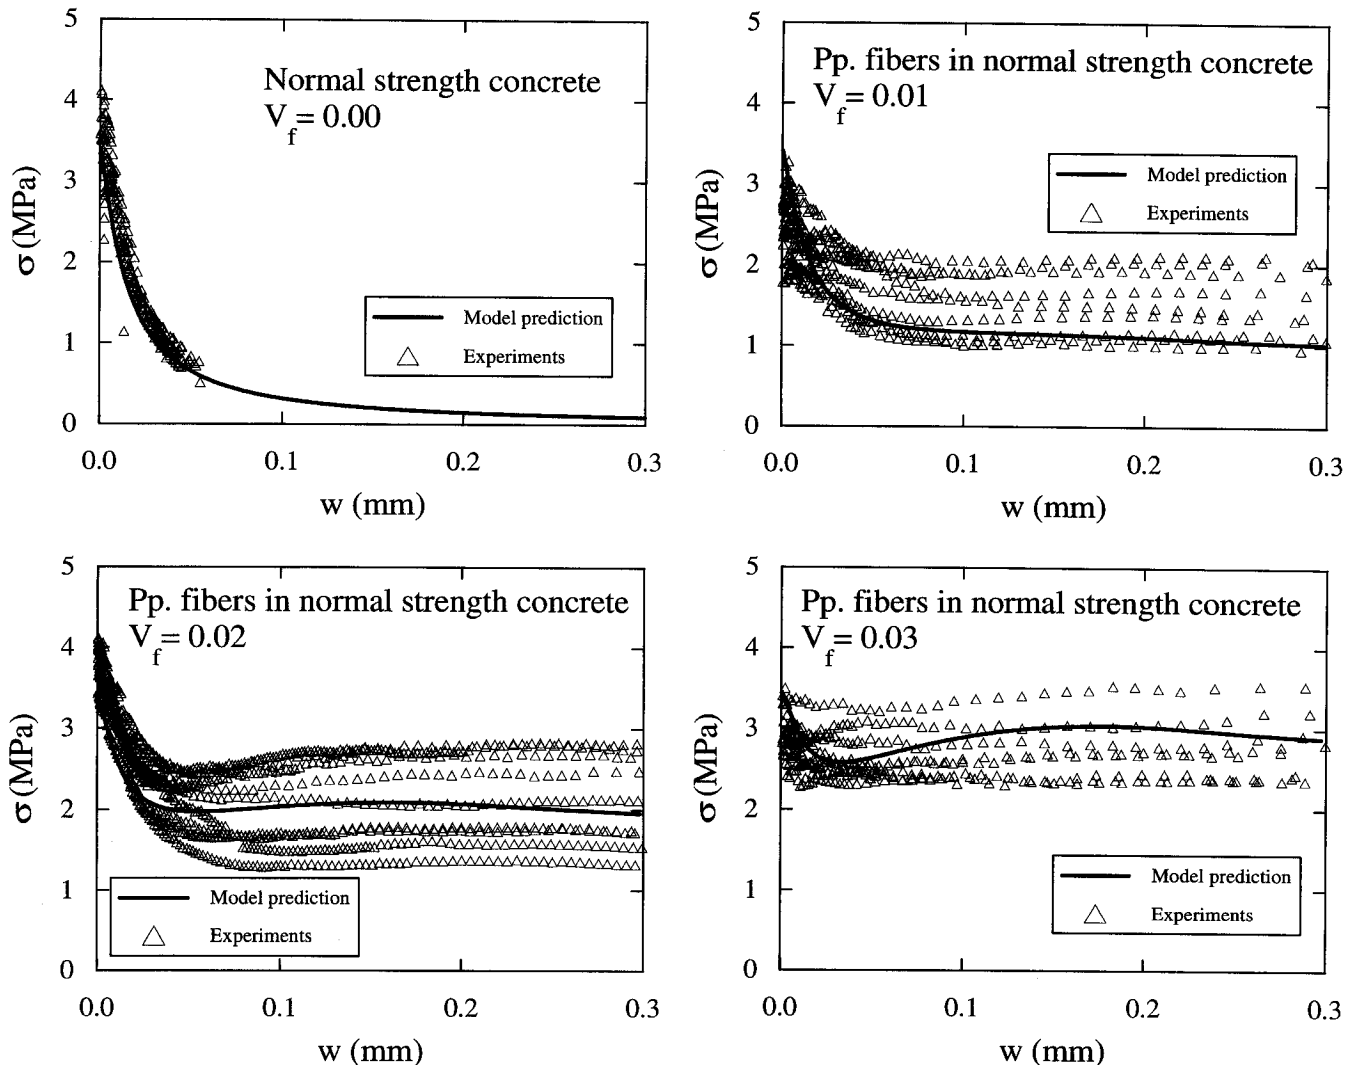 5
4
3
2
1
0
σ (MPa)
Normal strength concrete
V_f = 0.00
Model prediction
Experiments
0.0 0.1 0.2 0.3
w (mm)
5
4
3
2
1
0
σ (MPa)
Pp. fibers in normal strength concrete
V_f = 0.01
Model prediction
Experiments
0.0 0.1 0.2 0.3
w (mm)
5
4
3
2
1
0
σ (MPa)
Pp. fibers in normal strength concrete
V_f = 0.02
Model prediction
Experiments
0.0 0.1 0.2 0.3
w (mm)
5
4
3
2
1
0
σ (MPa)
Pp. fibers in normal strength concrete
V_f = 0.03
Model prediction
Experiments
0.0 0.1 0.2 0.3
w (mm)